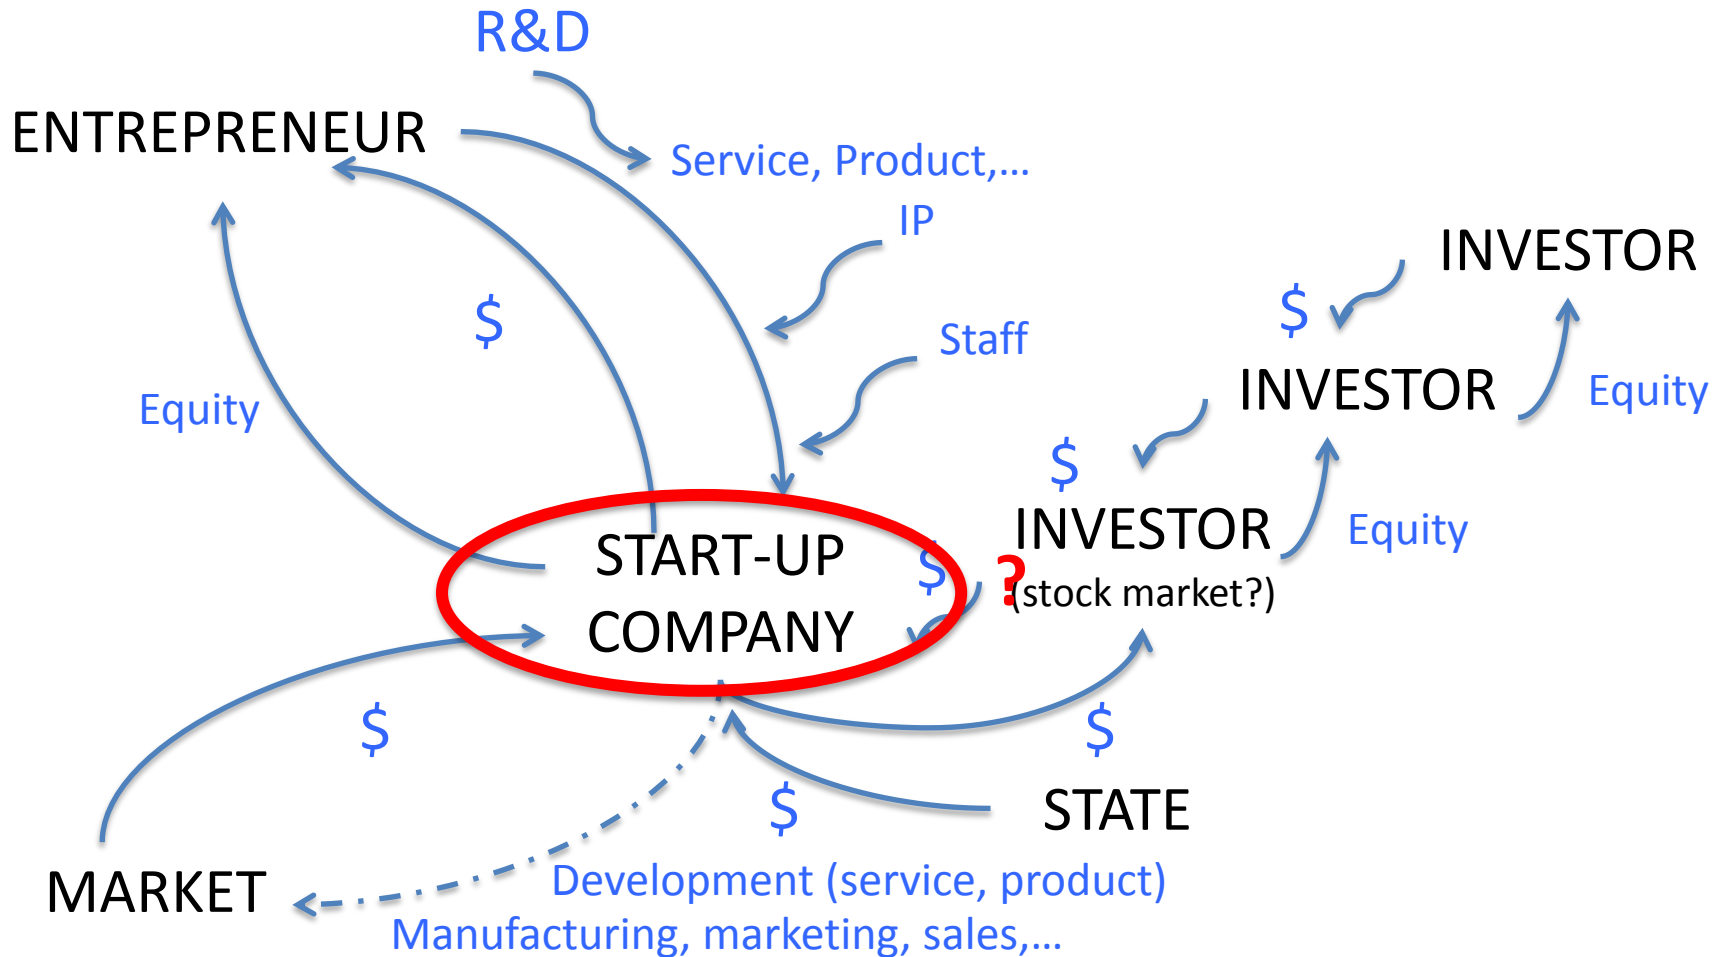 R&D
ENTREPRENEUR
Service, Product,...
IP
INVESTOR
$
$
Staff
INVESTOR
Equity
Equity
$
INVESTOR
Equity
START-UP
$
?
(stock market?)
COMPANY
$
$
$
STATE
MARKET
Development (service, product)
Manufacturing, marketing, sales,...